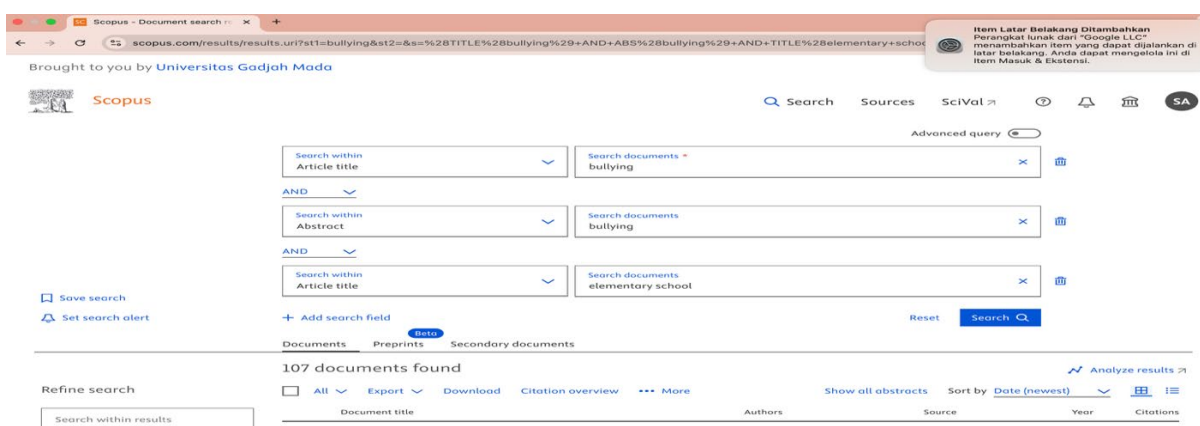 SC Scopus - Document search r
scopus.com/results/results.uri?st1=bullying&st2=&s=%28TITLE%28bullying%29+AND+ABS%28bullying%29+AND+TITLE%28elementary+schoo
Item Latar Belakang Ditambahkan
Perangkat lunak dari "Google LLC"
menambahkan item yang dapat dijalankan di
latar belakang. Anda dapat mengelola ini di
Item Masuk & Ekstensi.
Brought to you by Universitas Gadjah Mada
Scopus
Search Sources SciVal SA
Advanced query
Search within
Article title
Search documents *
bullying
AND
Search within
Abstract
Search documents
bullying
AND
Search within
Article title
Search documents
elementary school
Save search
Set search alert
+ Add search field
Reset Search
Beta
Documents Preprints Secondary documents
107 documents found
Analyze results
Refine search
All Export Download Citation overview ••• More Show all abstracts Sort by Date (newest)
Search within results
Document title Authors Source Year Citations